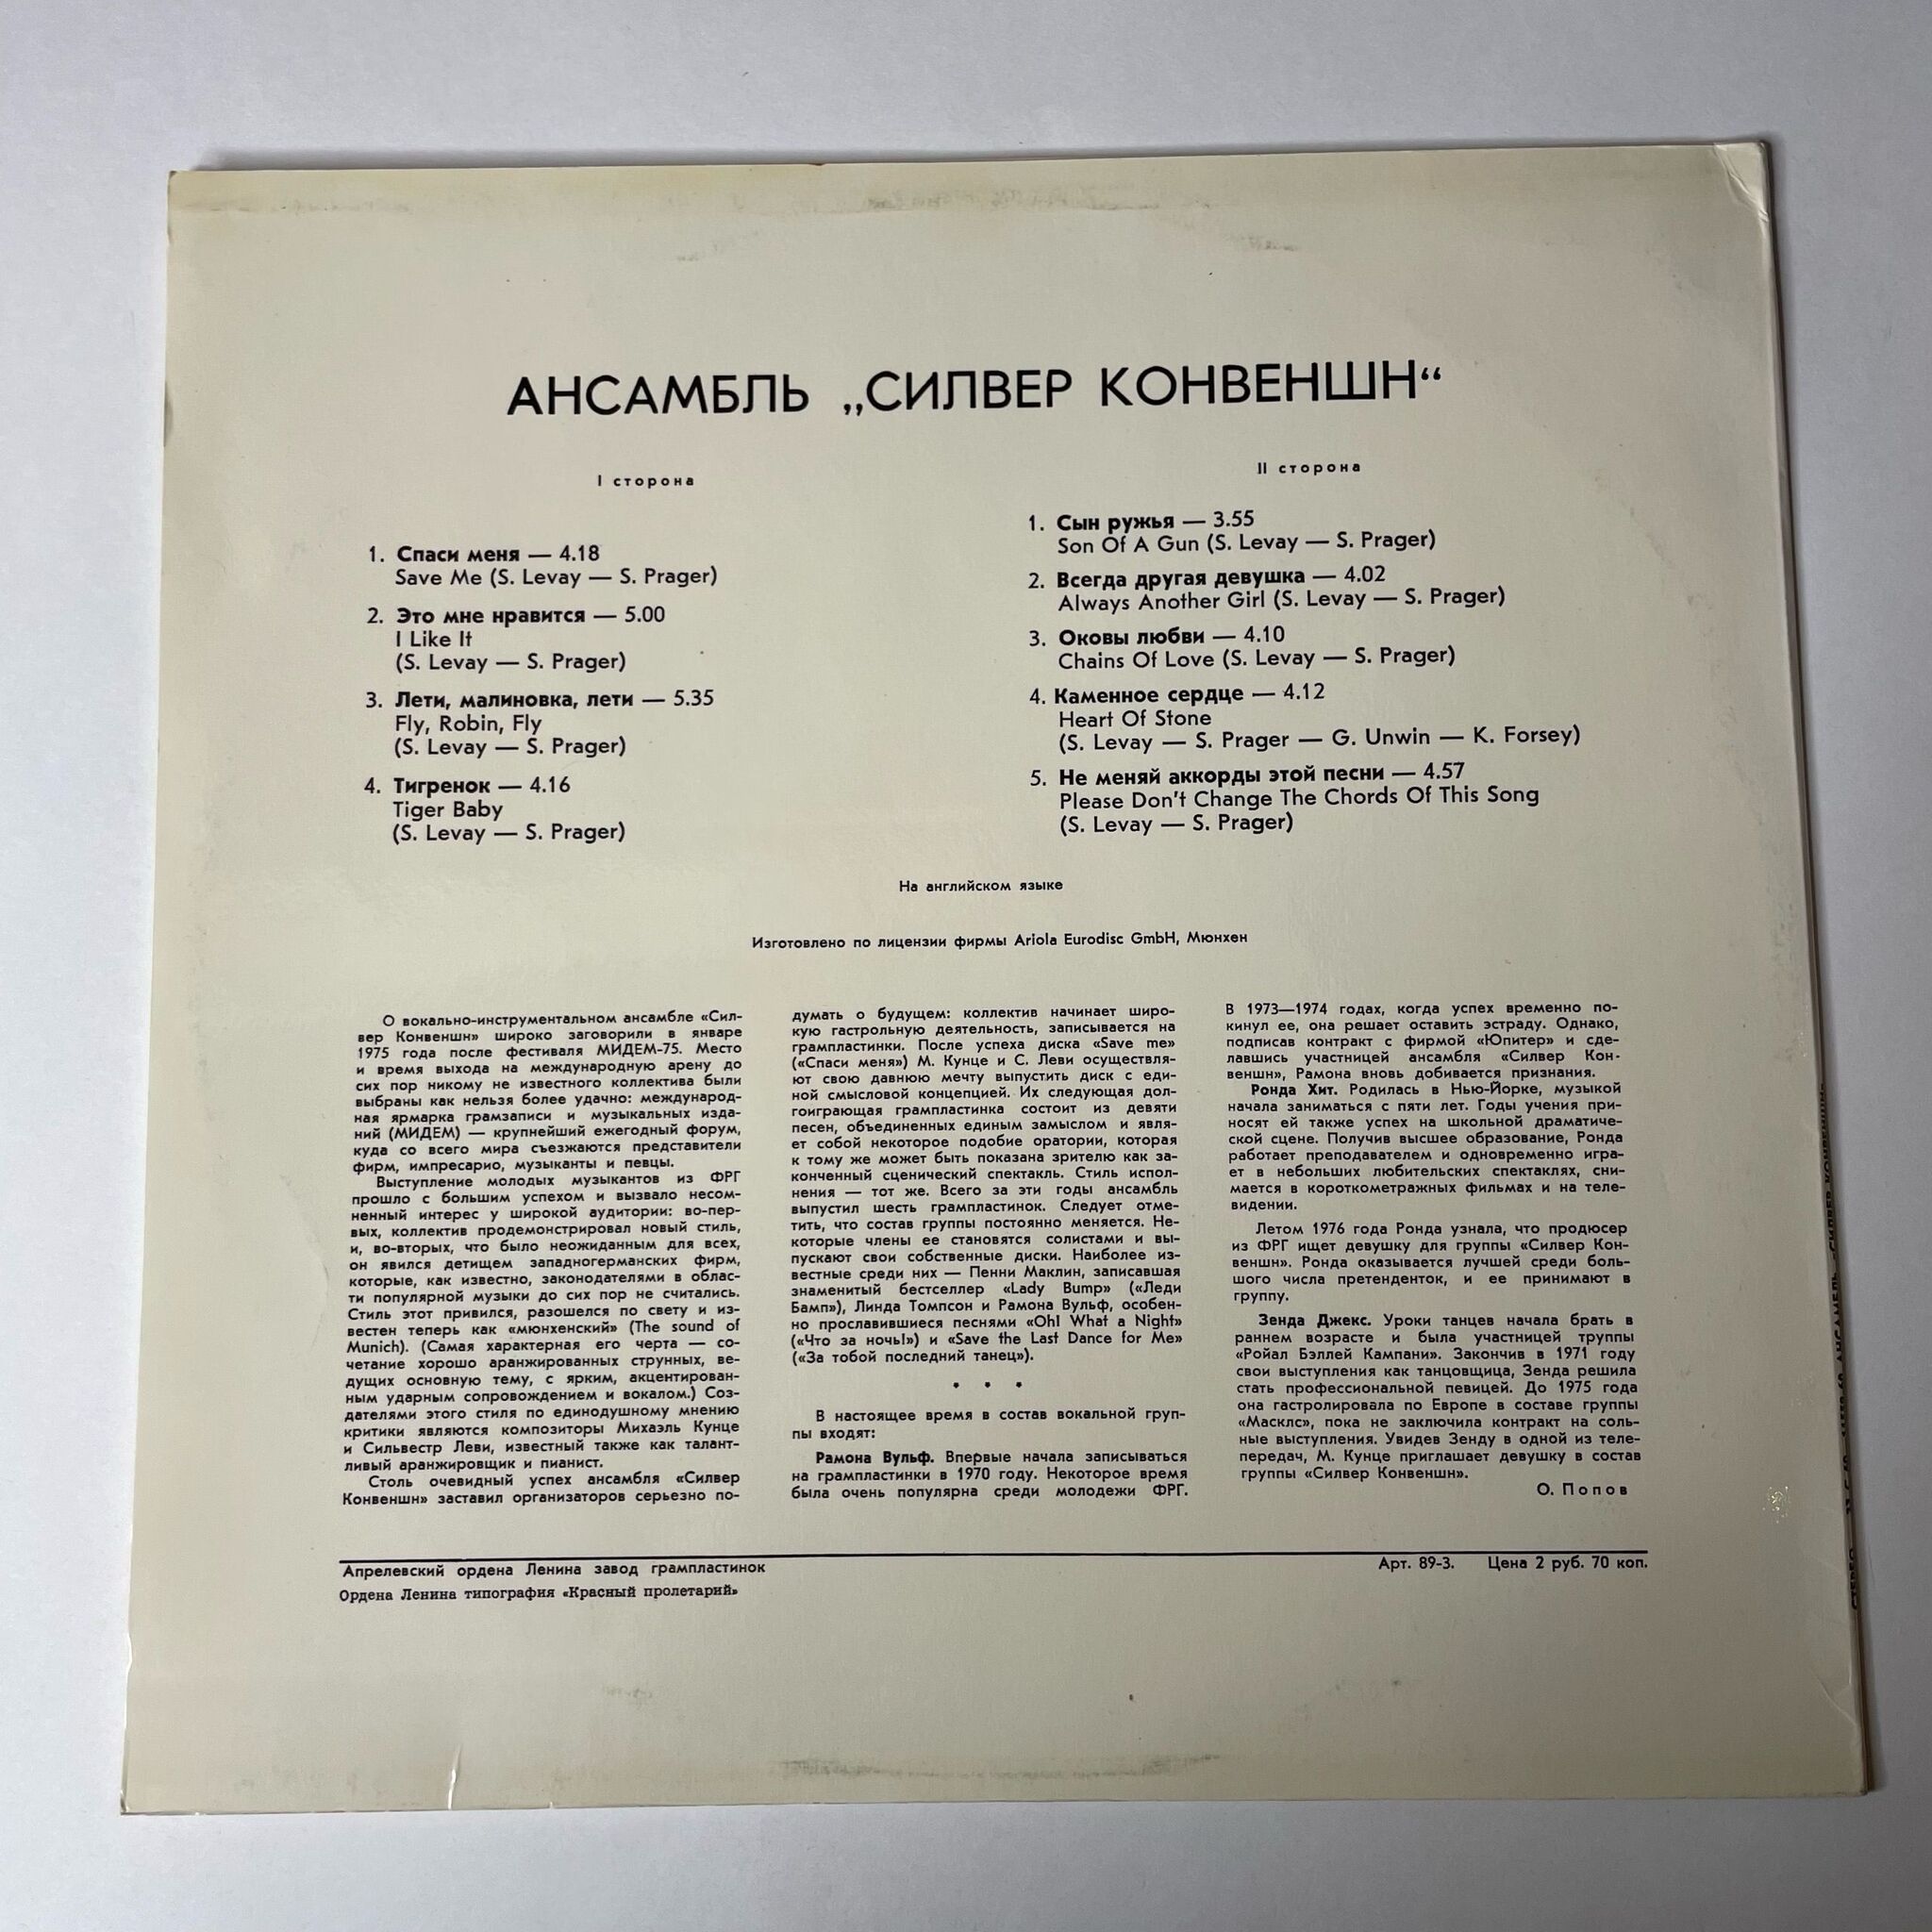 АНСАМБЛЬ „СИЛВЕР КОНВЕНШН“
I сторона
1. Спаси меня — 4.18
Save Me (S. Levay — S. Prager)
2. Это мне нравится — 5.00
I Like It
(S. Levay — S. Prager)
3. Лети, малиновка, лети — 5.35
Fly, Robin, Fly
(S. Levay — S. Prager)
4. Тигренок — 4.16
Tiger Baby
(S. Levay — S. Prager)
II сторона
1. Сын ружья — 3.55
Son Of A Gun (S. Levay — S. Prager)
2. Всегда другая девушка — 4.02
Always Another Girl (S. Levay — S. Prager)
3. Оковы любви — 4.10
Chains Of Love (S. Levay — S. Prager)
4. Каменное сердце — 4.12
Heart Of Stone
(S. Levay — S. Prager — G. Unwin — K. Forsey)
5. Не меняй аккорды этой песни — 4.57
Please Don't Change The Chords Of This Song
(S. Levay — S. Prager)
На английском языке
Изготовлено по лицензии фирмы Ariola Eurodisc GmbH, Мюнхен
О вокально-инструментальном ансамбле «Сил-
вер Конвеншн» широко заговорили в январе
1975 года после фестиваля МИДЕМ-75. Место
и время выхода на международную арену до
сих пор никому не известного коллектива были
выбраны как нельзя более удачно: международ-
ная ярмарка грамзаписи и музыкальных изда-
ний (МИДЕМ) — крупнейший ежегодный форум,
куда со всего мира съезжаются представители
фирм, импресарио, музыканты и певцы.
Выступление молодых музыкантов из ФРГ
прошло с большим успехом и вызвало несом-
ненный интерес у широкой аудитории: во-пер-
вых, коллектив продемонстрировал новый стиль,
и, во-вторых, что было неожиданным для всех,
он явился детищем западногерманских фирм,
которые, как известно, законодателями в облас-
ти популярной музыки до сих пор не считались.
Стиль этот привился, разошелся по свету и из-
вестен теперь как «мюнхенский» (The sound of
Munich). (Самая характерная его черта — со-
четание хорошо аранжированных струнных, ве-
дущих основную тему, с ярким, акцентирован-
ным ударным сопровождением и вокалом.) Соз-
дателями этого стиля по единодушному мнению
критики являются композиторы Михаэль Кунце
и Сильвестр Леви, известный также как талант-
ливый аранжировщик и пианист.
Столь очевидный успех ансамбля «Силвер
Конвеншн» заставил организаторов серьезно по-
думать о будущем: коллектив начинает широ-
кую гастрольную деятельность, записывается на
грампластинки. После успеха диска «Save me»
(«Спаси меня») М. Кунце и С. Леви осуществля-
ют свою давнюю мечту выпустить диск с еди-
ной смысловой концепцией. Их следующая дол-
гоиграющая грампластинка состоит из девяти
песен, объединенных единым замыслом и явля-
ет собой некоторое подобие оратории, которая
к тому же может быть показана зрителю как за-
конченный сценический спектакль. Стиль испол-
нения — тот же. Всего за эти годы ансамбль
выпустил шесть грампластинок. Следует отме-
тить, что состав группы постоянно меняется. Не-
которые члены ее становятся солистами и вы-
пускают свои собственные диски. Наиболее из-
вестные среди них — Пенни Маклин, записавшая
знаменитый бестселлер «Lady Bump» («Леди
Бамп»), Линда Томпсон и Рамона Вульф, особен-
но прославившиеся песнями «Oh! What a Night»
(«Что за ночь!») и «Save the Last Dance for Me»
(«За тобой последний танец»).
• • •
В настоящее время в состав вокальной груп-
пы входят:
Рамона Вульф. Впервые начала записываться
на грампластинки в 1970 году. Некоторое время
была очень популярна среди молодежи ФРГ.
В 1973—1974 годах, когда успех временно по-
кинул ее, она решает оставить эстраду. Однако,
подписав контракт с фирмой «Юпитер» и сде-
лавшись участницей ансамбля «Силвер Кон-
веншн», Рамона вновь добивается признания.
Ронда Хит. Родилась в Нью-Йорке, музыкой
начала заниматься с пяти лет. Годы учения при-
носят ей также успех на школьной драматиче-
ской сцене. Получив высшее образование, Ронда
работает преподавателем и одновременно игра-
ет в небольших любительских спектаклях, сни-
мается в короткометражных фильмах и на теле-
видении.
Летом 1976 года Ронда узнала, что продюсер
из ФРГ ищет девушку для группы «Силвер Кон-
веншн». Ронда оказывается лучшей среди боль-
шого числа претенденток, и ее принимают в
группу.
Зенда Джекс. Уроки танцев начала брать в
раннем возрасте и была участницей труппы
«Ройал Бэллей Кампани». Закончив в 1971 году
свои выступления как танцовщица, Зенда решила
стать профессиональной певицей. До 1975 года
она гастролировала по Европе в составе группы
«Масклс», пока не заключила контракт на соль-
ные выступления. Увидев Зенду в одной из теле-
передач, М. Кунце приглашает девушку в состав
группы «Силвер Конвеншн».
О. Попов
Апрелевский ордена Ленина завод грампластинок
Арт. 89-3. Цена 2 руб. 70 коп.
Ордена Ленина типография «Красный пролетарий»